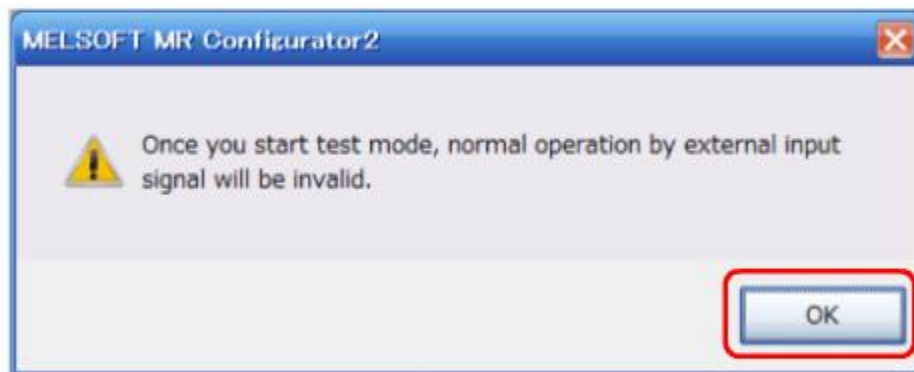 MELSOFT MR Configurator2
Once you start test mode, normal operation by external input
signal will be invalid.
OK